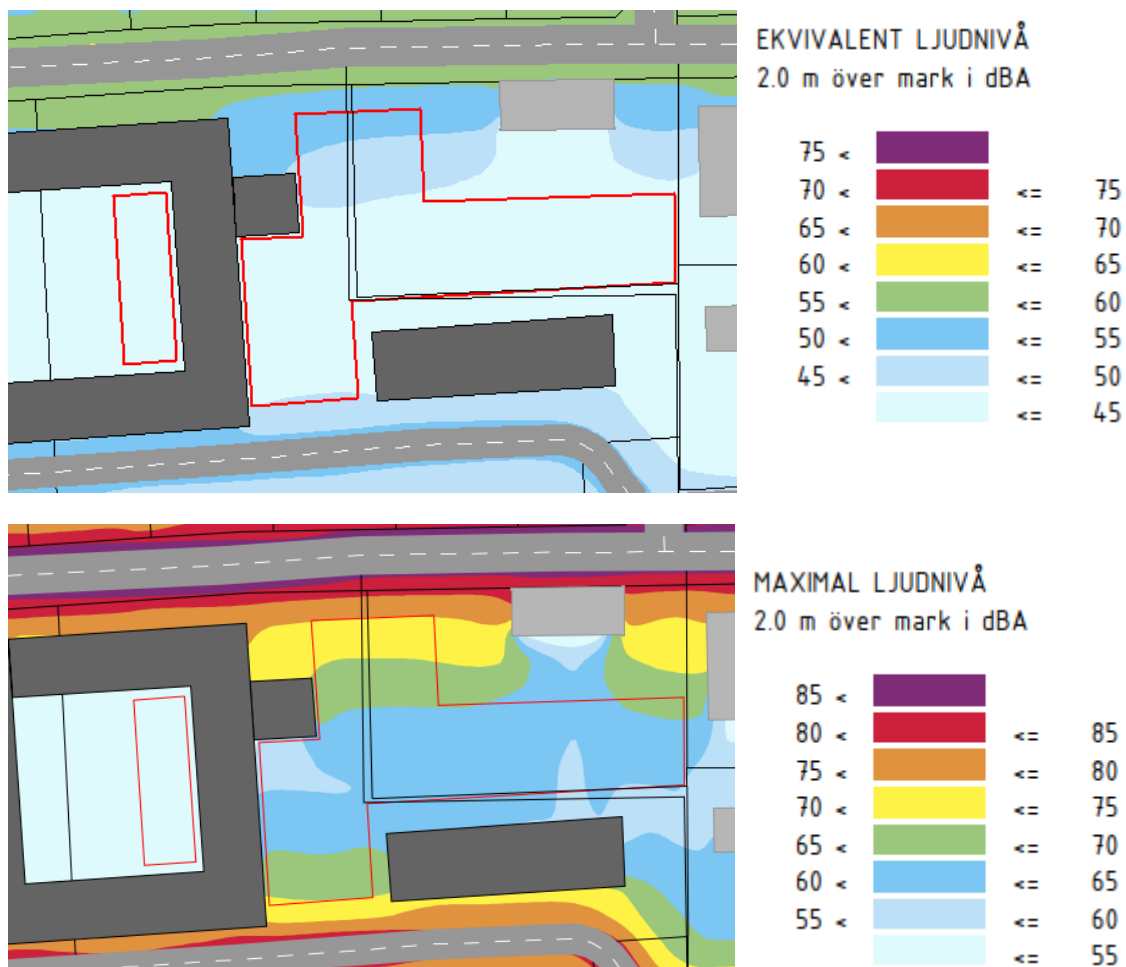 EKVIVALENT LJUDNIVÅ
2.0 m över mark i dBA
75 <
70 < <= 75
65 < <= 70
60 < <= 65
55 < <= 60
50 < <= 55
45 < <= 50
<= 45
MAXIMAL LJUDNIVÅ
2.0 m över mark i dBA
85 <
80 < <= 85
75 < <= 80
70 < <= 75
65 < <= 70
60 < <= 65
55 < <= 60
<= 55